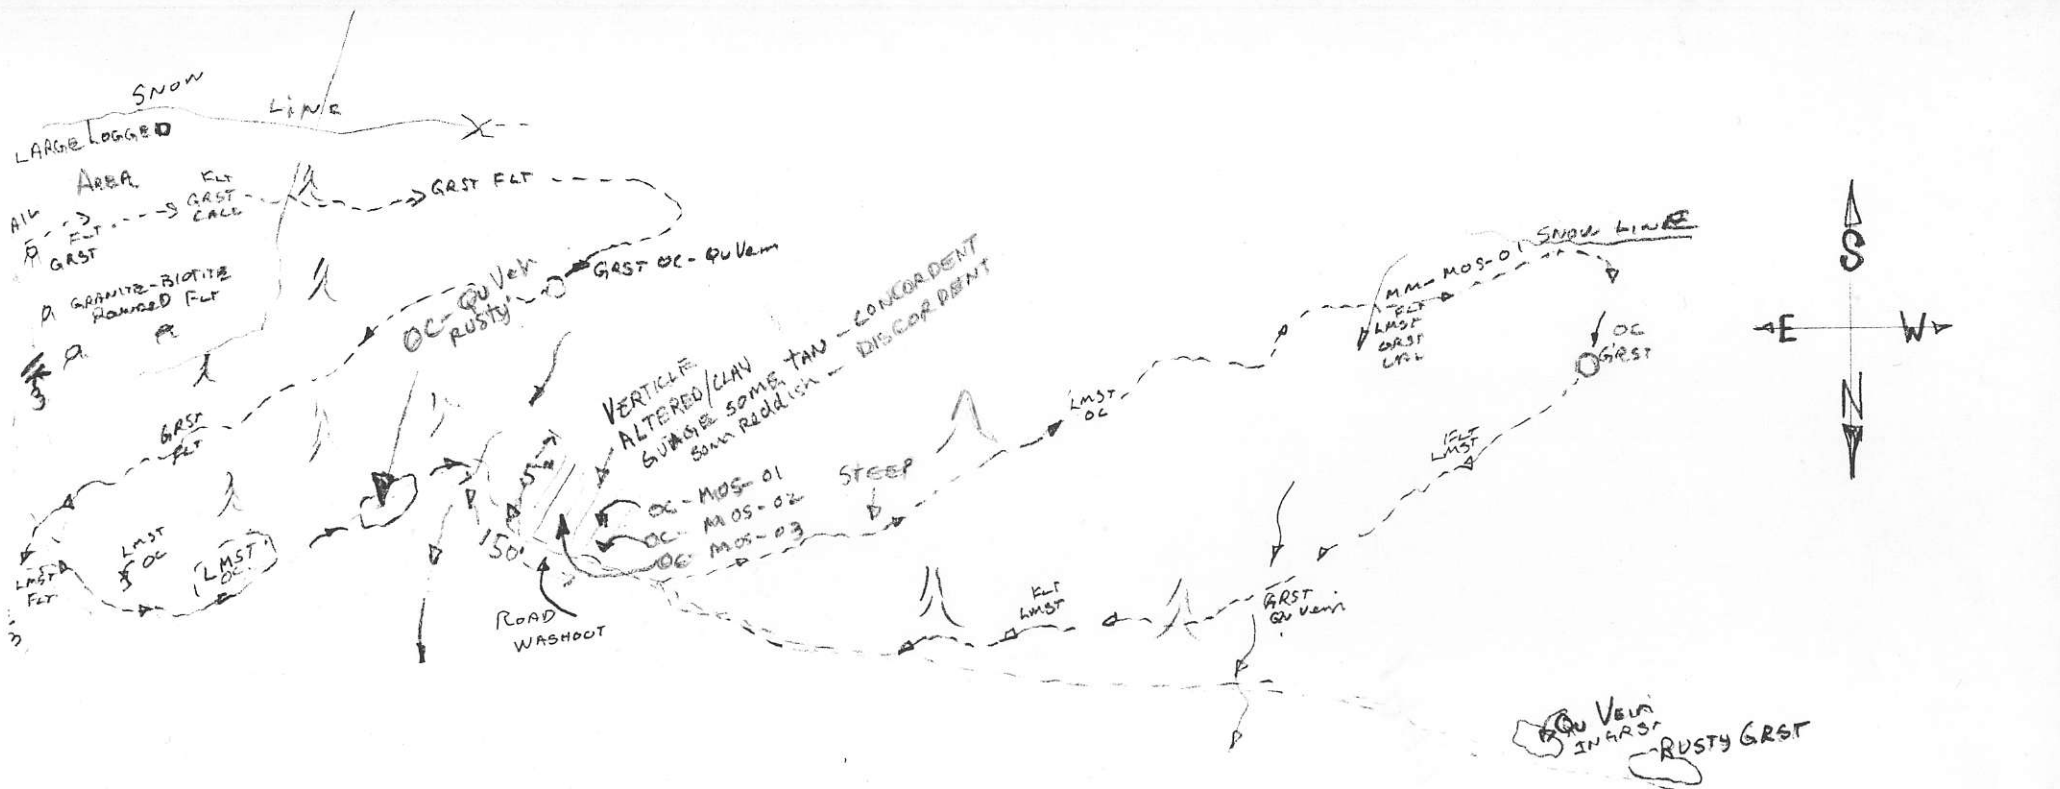 SNOW
LINE
LARGE LOGGED
AREA
FLT
GRST
GRST FLT
FLT
GRST
GRANITE-BIOTITE
Rounded FLT
GRST OC - Qu Vein
OC - Qu Vein
RUSTY
VERTICLE
ALTERED/CLAY
GUAGE SOME TAN - CONCORDENT
Some Reddish - DISCORDENT
MM-MOS-01 SNOW LINE
FLT
LMST
GRST
S
E
W
N
OC
GRST
GRST
FLT
LMST
OC
FLT
LMST
STEEP
OC - MOS-01
OC - MOS-02
OC MOS-03
50'
LMST
OC
LMST
OC
LMST
FLT
ROAD
WASHOUT
FLT
LMST
GRST
Qu Vein
Qu Vein
IN GRST
RUSTY GRST